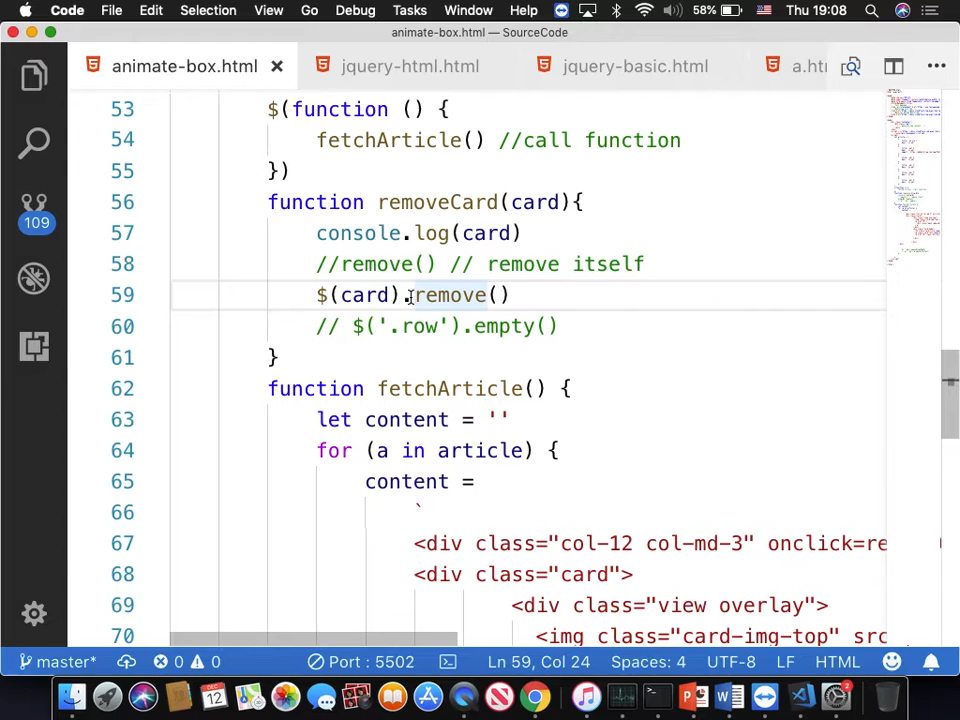 Code File Edit Selection View Go Debug Tasks Window Help 58% Thu 19:08
animate-box.html — SourceCode
animate-box.html jquery-html.html jquery-basic.html a.ht
53 $(function () {
54 fetchArticle() //call function
55 })
56 function removeCard(card){
57 console.log(card)
58 //remove() // remove itself
59 $(card).remove()
60 // $('.row').empty()
61 }
62 function fetchArticle() {
63 let content = ''
64 for (a in article) {
65 content =
66 `
67 <div class="col-12 col-md-3" onclick=re
68 <div class="card">
69 <div class="view overlay">
70 <img class="card-img-top" src
109
master* 0 0 Port : 5502 Ln 59, Col 24 Spaces: 4 UTF-8 LF HTML
DEC
12
2